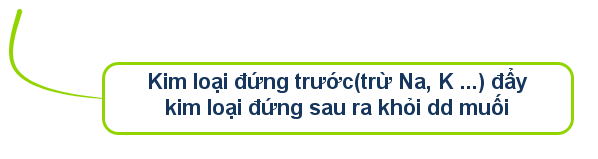 Kim loại đứng trước(trừ Na, K ...) đẩy
kim loại đứng sau ra khỏi dd muối